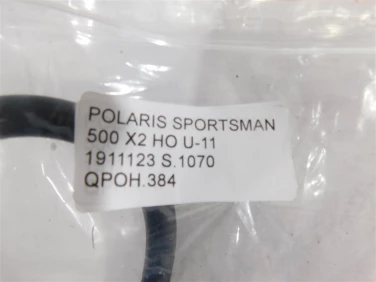 POLARIS SPORTSMAN
500 X2 HO U-11
1911123 S.1070
QPOH.384